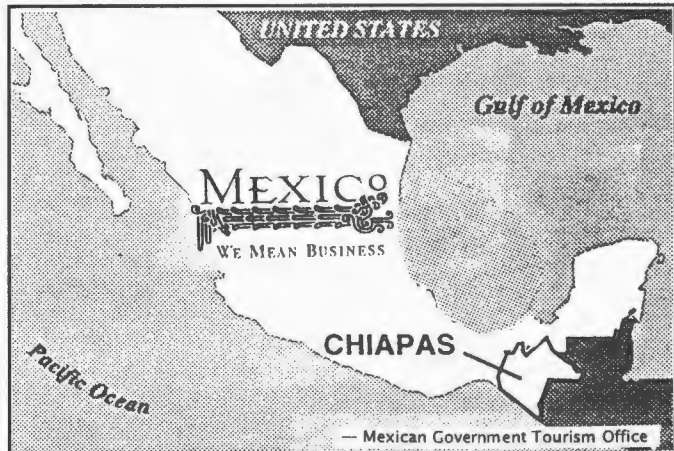 UNITED STATES
Gulf of Mexico
MEXICO
WE MEAN BUSINESS
CHIAPAS
Pacific Ocean
— Mexican Government Tourism Office